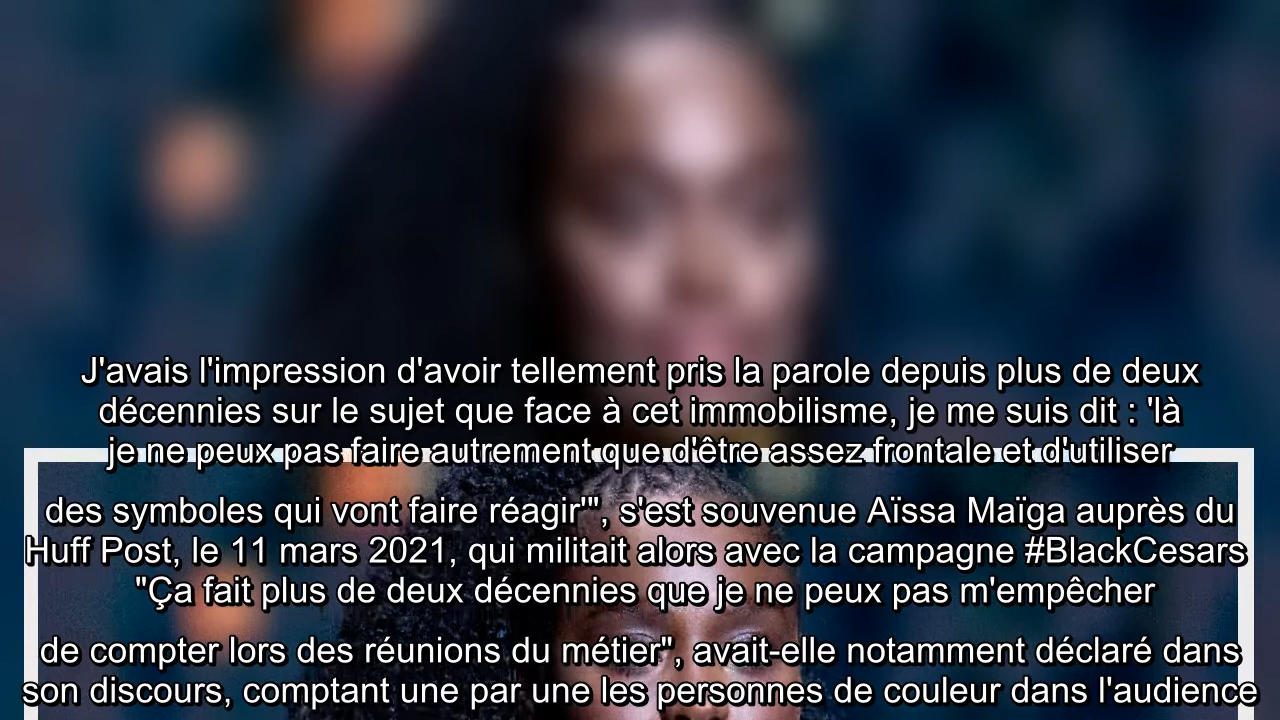 J'avais l'impression d'avoir tellement pris la parole depuis plus de deux
décennies sur le sujet que face à cet immobilisme, je me suis dit : 'là
je ne peux pas faire autrement que d'être assez frontale et d'utiliser
des symboles qui vont faire réagir'", s'est souvenue Aïssa Maïga auprès du
Huff Post, le 11 mars 2021, qui militait alors avec la campagne #BlackCesars
"Ça fait plus de deux décennies que je ne peux pas m'empêcher
de compter lors des réunions du métier", avait-elle notamment déclaré dans
son discours, comptant une par une les personnes de couleur dans l'audience